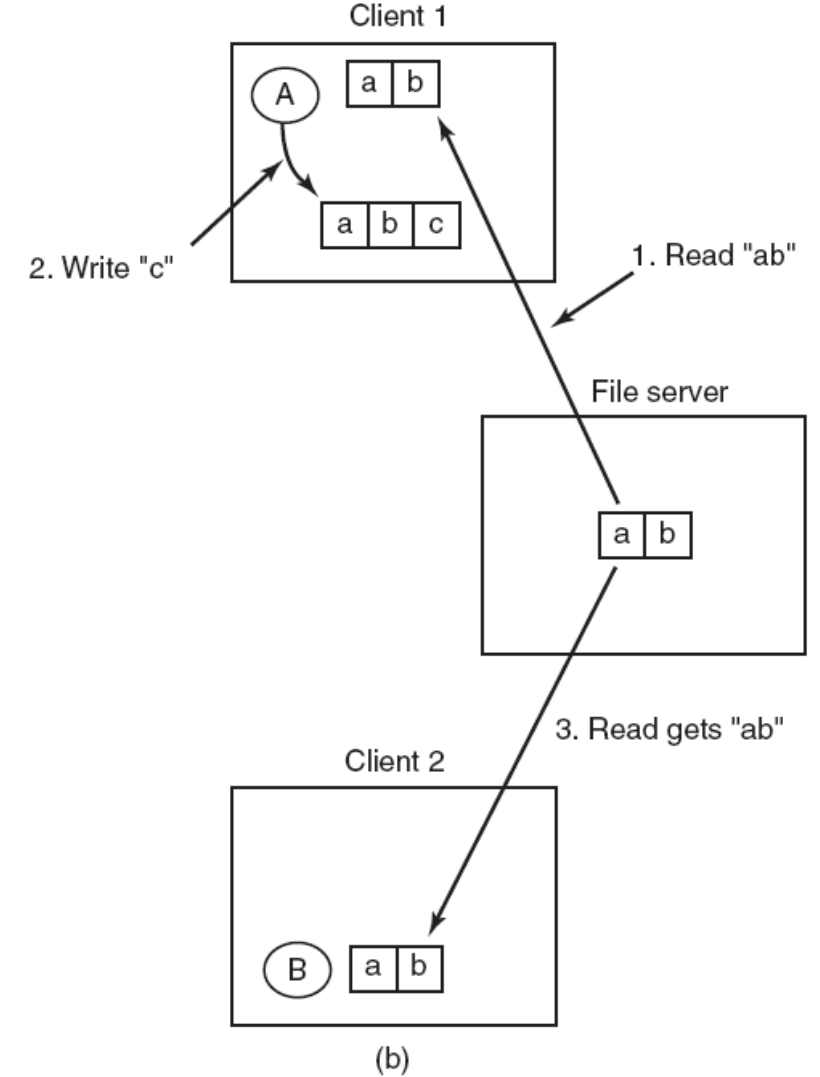 Client 1
A
a b
a b c
2. Write "c"
1. Read "ab"
File server
a b
3. Read gets "ab"
Client 2
B
a b
(b)